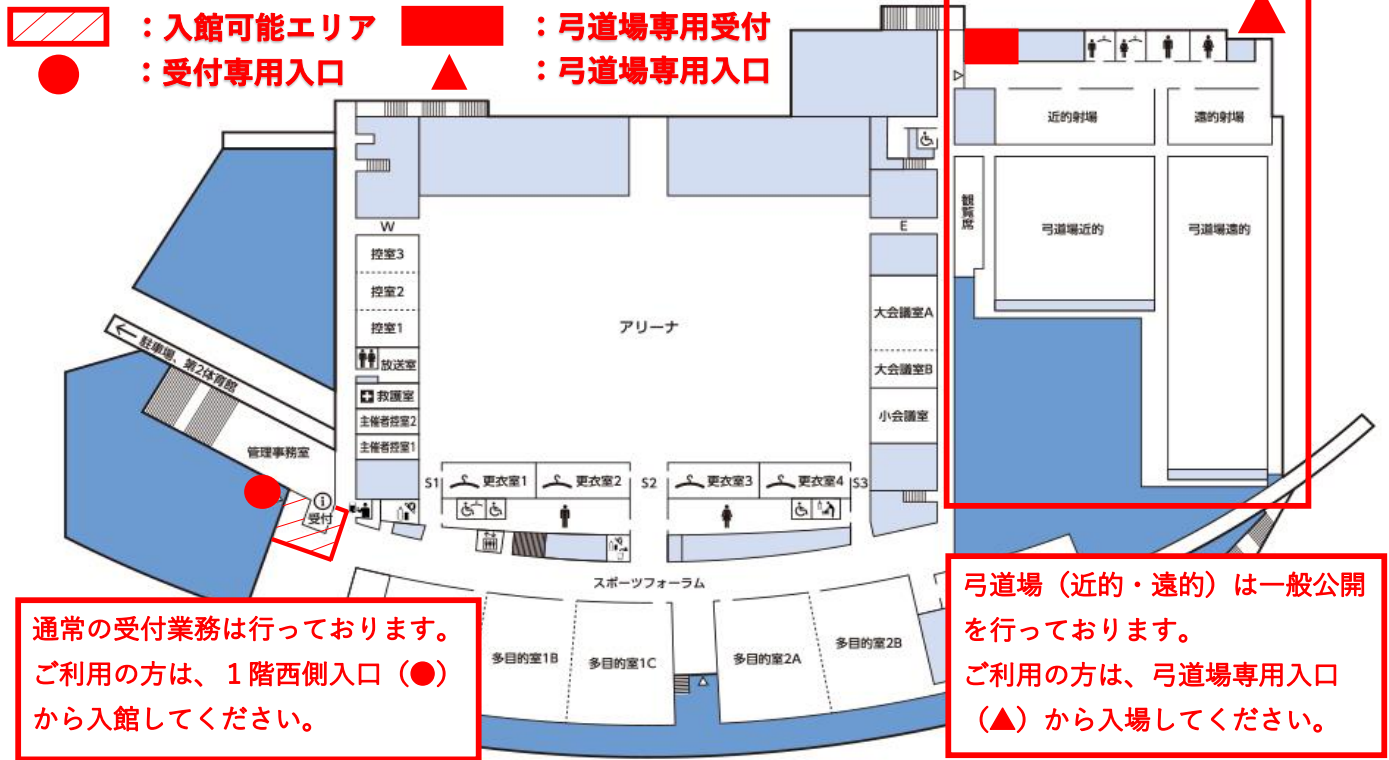 ：入館可能エリア
：弓道場専用受付
：受付専用入口
：弓道場専用入口
近的射場
遠的射場
観覧席
弓道場近的
弓道場遠的
W
E
控室3
控室2
控室1
放送室
救護室
主催者控室2
主催者控室1
アリーナ
大会議室A
大会議室B
小会議室
← 駐車場、第2体育館
管理事務室
i
受付
S1
更衣室1
更衣室2
S2
更衣室3
更衣室4
S3
スポーツフォーラム
多目的室1B
多目的室1C
多目的室2A
多目的室2B
通常の受付業務は行っております。
ご利用の方は、１階西側入口（●）
から入館してください。
弓道場（近的・遠的）は一般公開
を行っております。
ご利用の方は、弓道場専用入口
（▲）から入場してください。